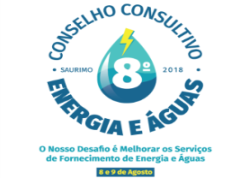 CONSELHO CONSULTIVO
• SAURIMO
8º
2018 •
ENERGIA E ÁGUAS
O Nosso Desafio é Melhorar os Serviços
de Fornecimento de Energia e Águas
8 e 9 de Agosto